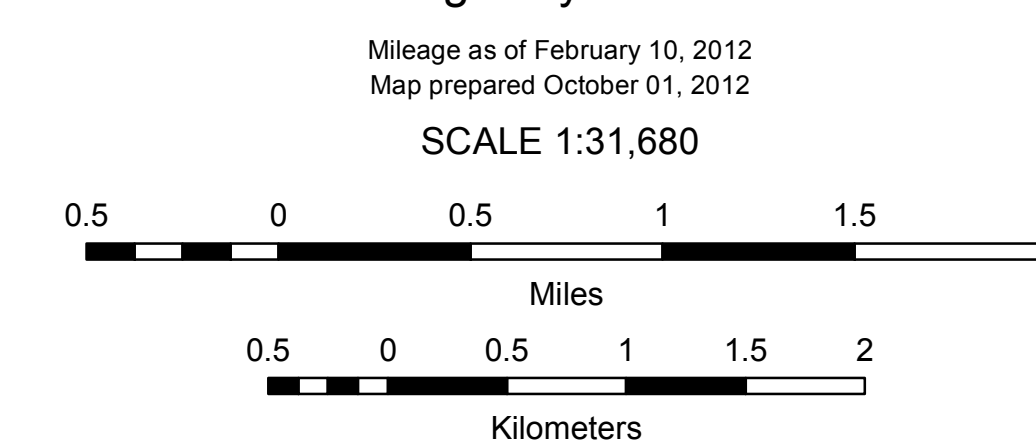 Mileage as of February 10, 2012
Map prepared October 01, 2012
SCALE 1:31,680
0.5 0 0.5 1 1.5
Miles
0.5 0 0.5 1 1.5 2
Kilometers